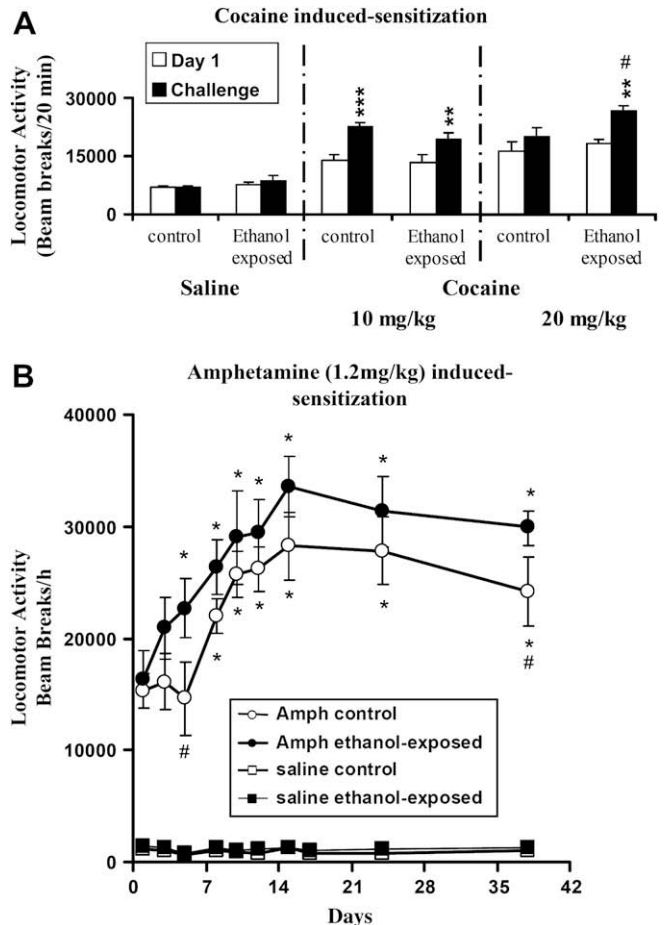 A
Cocaine induced-sensitization
Locomotor Activity
(Beam breaks/20 min)
Day 1
Challenge
30000
15000
0
***
**
#
**
control
Ethanol
exposed
control
Ethanol
exposed
control
Ethanol
exposed
Saline
Cocaine
10 mg/kg
20 mg/kg
B
Amphetamine (1.2mg/kg) induced-
sensitization
Locomotor Activity
Beam Breaks/h
40000
30000
20000
10000
0
* * * * * * *
* * * * * *
#
#
Amph control
Amph ethanol-exposed
saline control
saline ethanol-exposed
0 7 14 21 28 35 42
Days